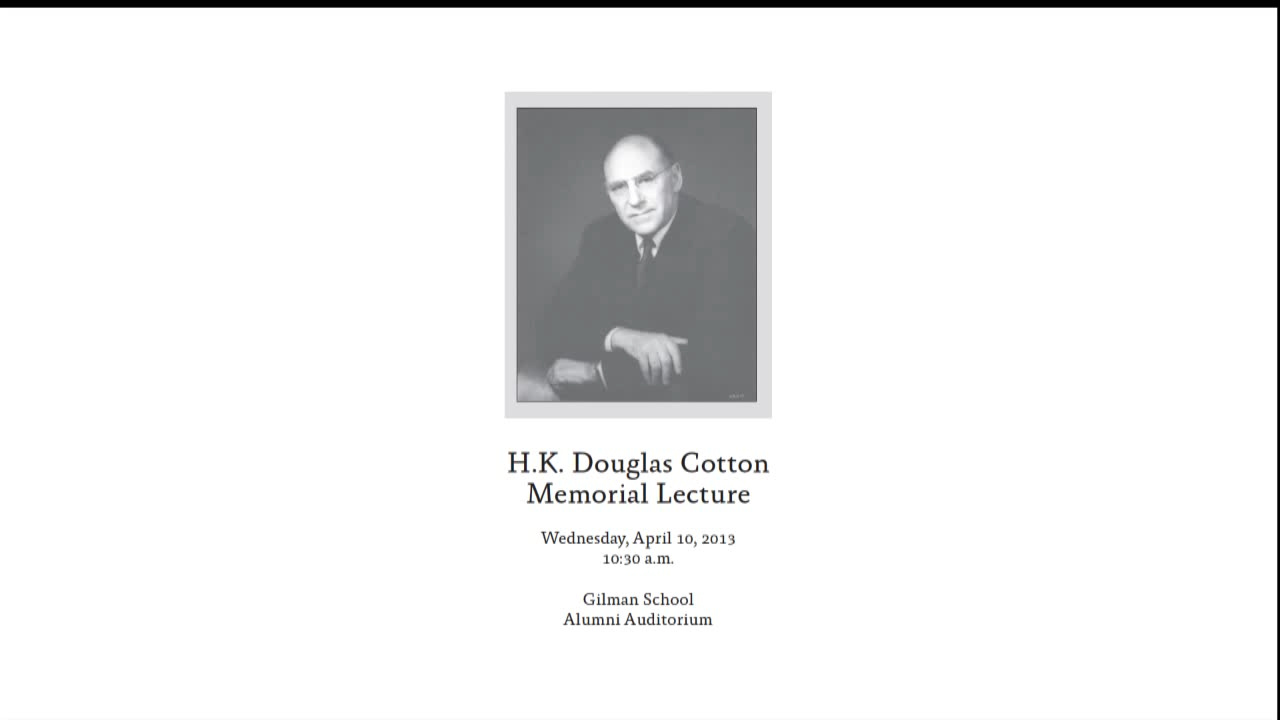 H.K. Douglas Cotton
Memorial Lecture
Wednesday, April 10, 2013
10:30 a.m.
Gilman School
Alumni Auditorium